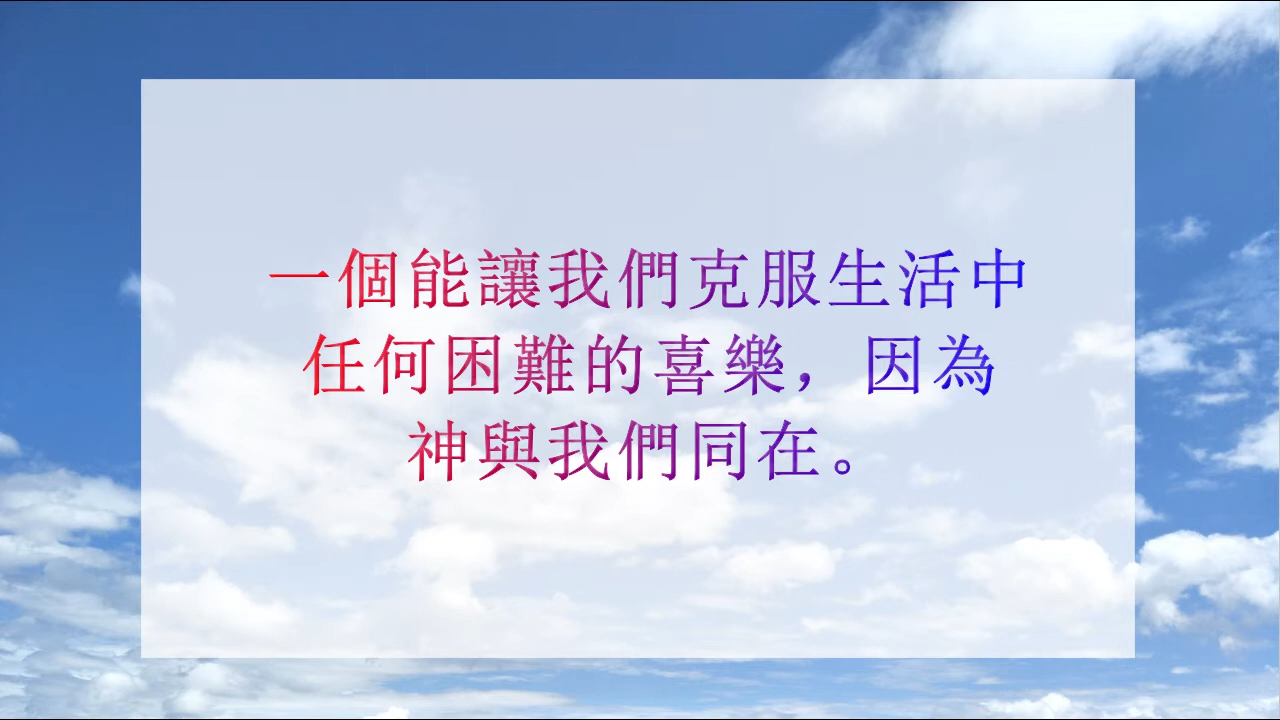 一個能讓我們克服生活中
任何困難的喜樂，因為
神與我們同在。